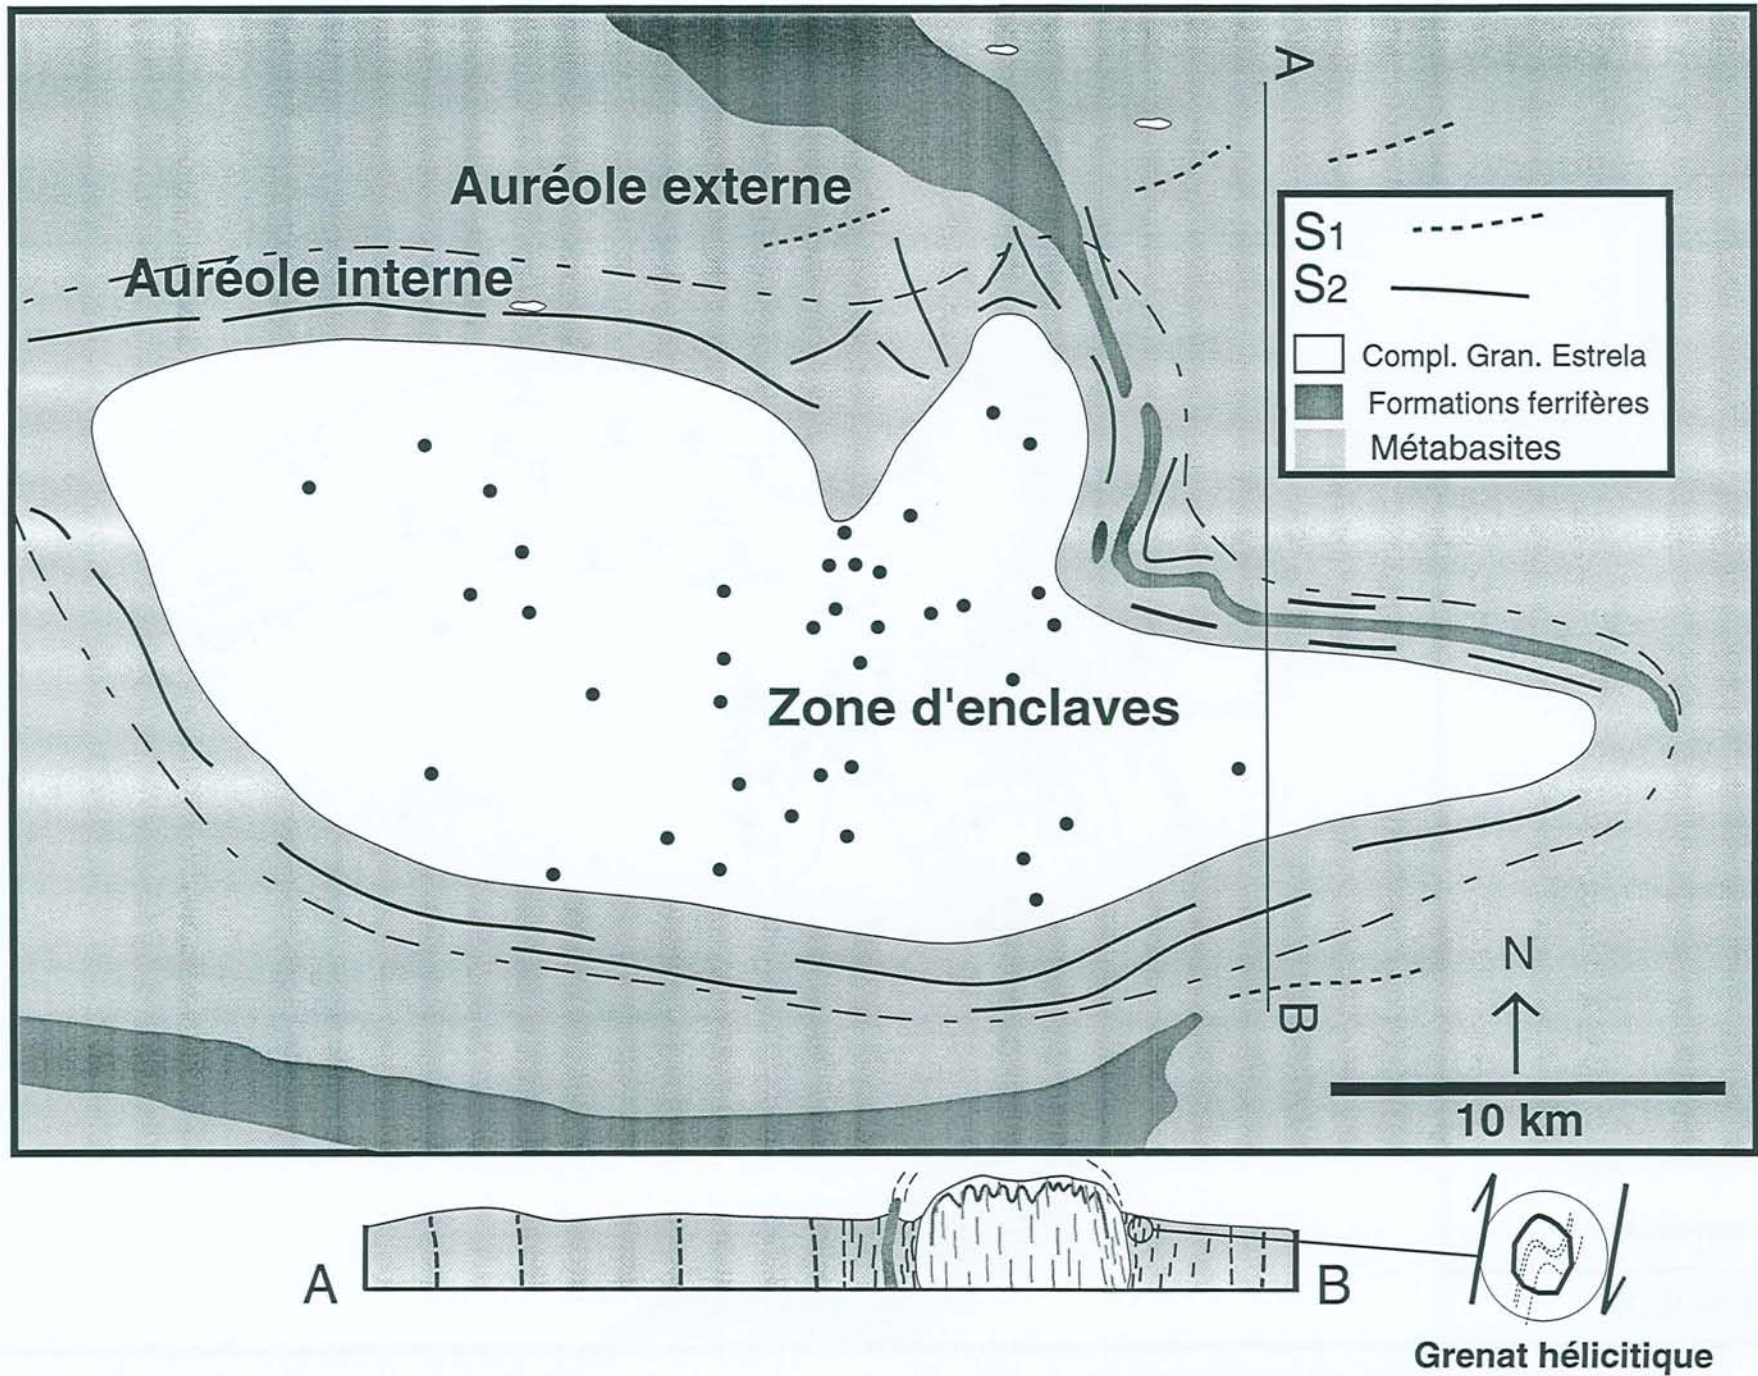 A
Auréole externe
S1
Auréole interne
S2
Compl. Gran. Estrela
Formations ferrifères
Métabasites
Zone d'enclaves
N
B
10 km
A
B
Grenat hélicitique